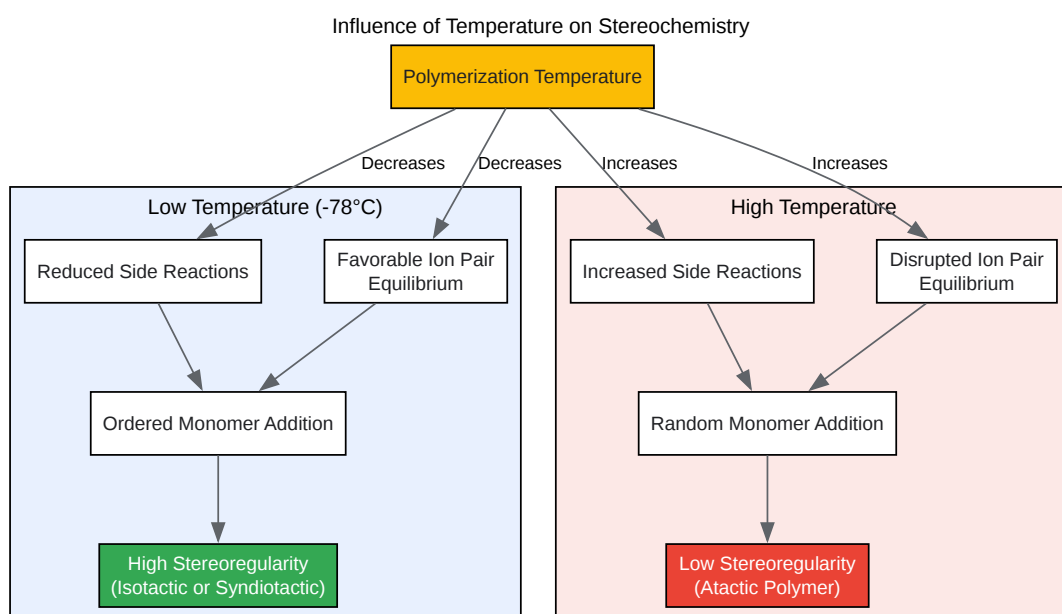 Influence of Temperature on Stereochemistry
Polymerization Temperature
Decreases
Decreases
Increases
Increases
Low Temperature (-78°C)
High Temperature
Reduced Side Reactions
Favorable Ion Pair
Equilibrium
Increased Side Reactions
Disrupted Ion Pair
Equilibrium
Ordered Monomer Addition
Random Monomer Addition
High Stereoregularity
(Isotactic or Syndiotactic)
Low Stereoregularity
(Atactic Polymer)